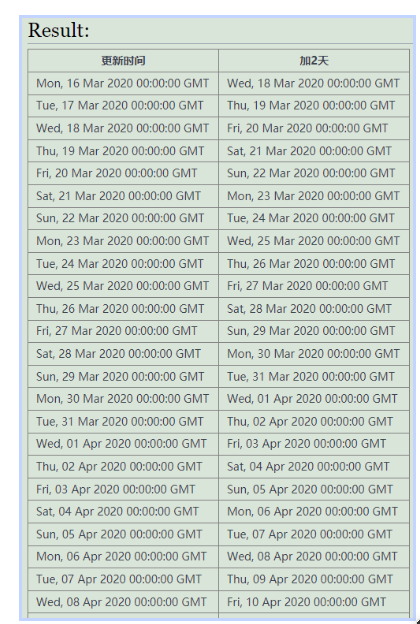 Result:
更新时间 加2天
Mon, 16 Mar 2020 00:00:00 GMT Wed, 18 Mar 2020 00:00:00 GMT
Tue, 17 Mar 2020 00:00:00 GMT Thu, 19 Mar 2020 00:00:00 GMT
Wed, 18 Mar 2020 00:00:00 GMT Fri, 20 Mar 2020 00:00:00 GMT
Thu, 19 Mar 2020 00:00:00 GMT Sat, 21 Mar 2020 00:00:00 GMT
Fri, 20 Mar 2020 00:00:00 GMT Sun, 22 Mar 2020 00:00:00 GMT
Sat, 21 Mar 2020 00:00:00 GMT Mon, 23 Mar 2020 00:00:00 GMT
Sun, 22 Mar 2020 00:00:00 GMT Tue, 24 Mar 2020 00:00:00 GMT
Mon, 23 Mar 2020 00:00:00 GMT Wed, 25 Mar 2020 00:00:00 GMT
Tue, 24 Mar 2020 00:00:00 GMT Thu, 26 Mar 2020 00:00:00 GMT
Wed, 25 Mar 2020 00:00:00 GMT Fri, 27 Mar 2020 00:00:00 GMT
Thu, 26 Mar 2020 00:00:00 GMT Sat, 28 Mar 2020 00:00:00 GMT
Fri, 27 Mar 2020 00:00:00 GMT Sun, 29 Mar 2020 00:00:00 GMT
Sat, 28 Mar 2020 00:00:00 GMT Mon, 30 Mar 2020 00:00:00 GMT
Sun, 29 Mar 2020 00:00:00 GMT Tue, 31 Mar 2020 00:00:00 GMT
Mon, 30 Mar 2020 00:00:00 GMT Wed, 01 Apr 2020 00:00:00 GMT
Tue, 31 Mar 2020 00:00:00 GMT Thu, 02 Apr 2020 00:00:00 GMT
Wed, 01 Apr 2020 00:00:00 GMT Fri, 03 Apr 2020 00:00:00 GMT
Thu, 02 Apr 2020 00:00:00 GMT Sat, 04 Apr 2020 00:00:00 GMT
Fri, 03 Apr 2020 00:00:00 GMT Sun, 05 Apr 2020 00:00:00 GMT
Sat, 04 Apr 2020 00:00:00 GMT Mon, 06 Apr 2020 00:00:00 GMT
Sun, 05 Apr 2020 00:00:00 GMT Tue, 07 Apr 2020 00:00:00 GMT
Mon, 06 Apr 2020 00:00:00 GMT Wed, 08 Apr 2020 00:00:00 GMT
Tue, 07 Apr 2020 00:00:00 GMT Thu, 09 Apr 2020 00:00:00 GMT
Wed, 08 Apr 2020 00:00:00 GMT Fri, 10 Apr 2020 00:00:00 GMT